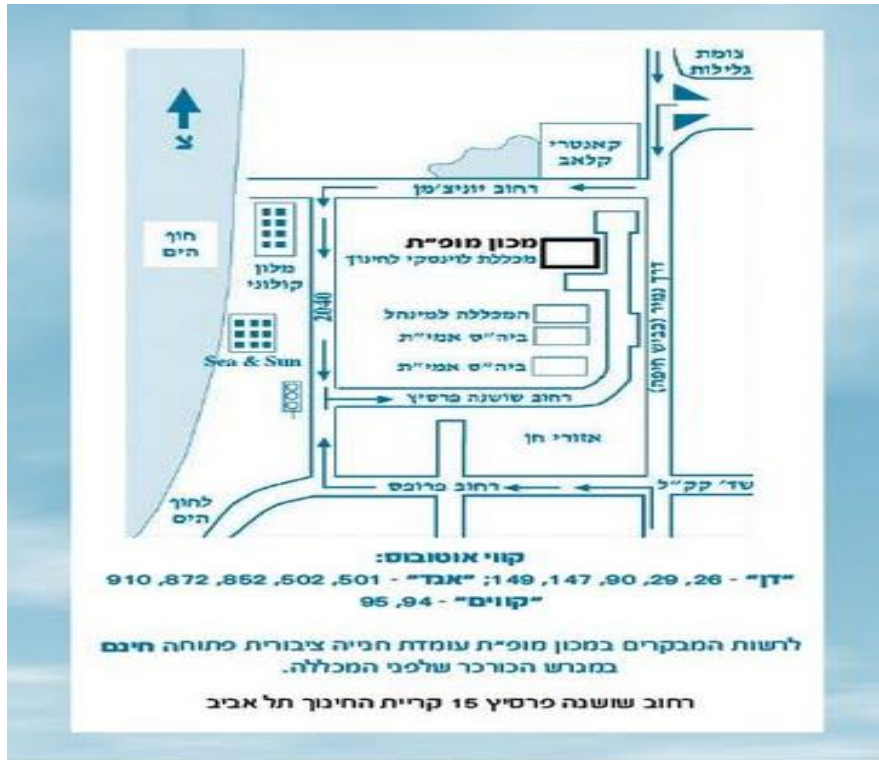 צומת
גלילות
צ
קאנטרי
קלאב
רחוב יוניצ'מן
חוף
הים
מלון
קולוני
מכון מופ"ת
מכללת לוינסקי לחינוך
2040
המכללה למינהל
ביה"ס אמי"ת
ביה"ס אמי"ת
דרך נמיר (כביש חיפה)
Sea & Sun
רחוב שושנה פרסיץ
אזורי חן
שד' קק"ל
רחוב פרופס
לחוף
הים
קווי אוטובוס:
"דן" - 26, 29, 90, 147, 149; "אגד" - 501, 502, 852, 872, 910
"קווים" - 94, 95
לרשות המבקרים במכון מופ"ת עומדת חנייה ציבורית פתוחה חינם
במגרש הכורכר שלפני המכללה.
רחוב שושנה פרסיץ 15 קריית החינוך תל אביב